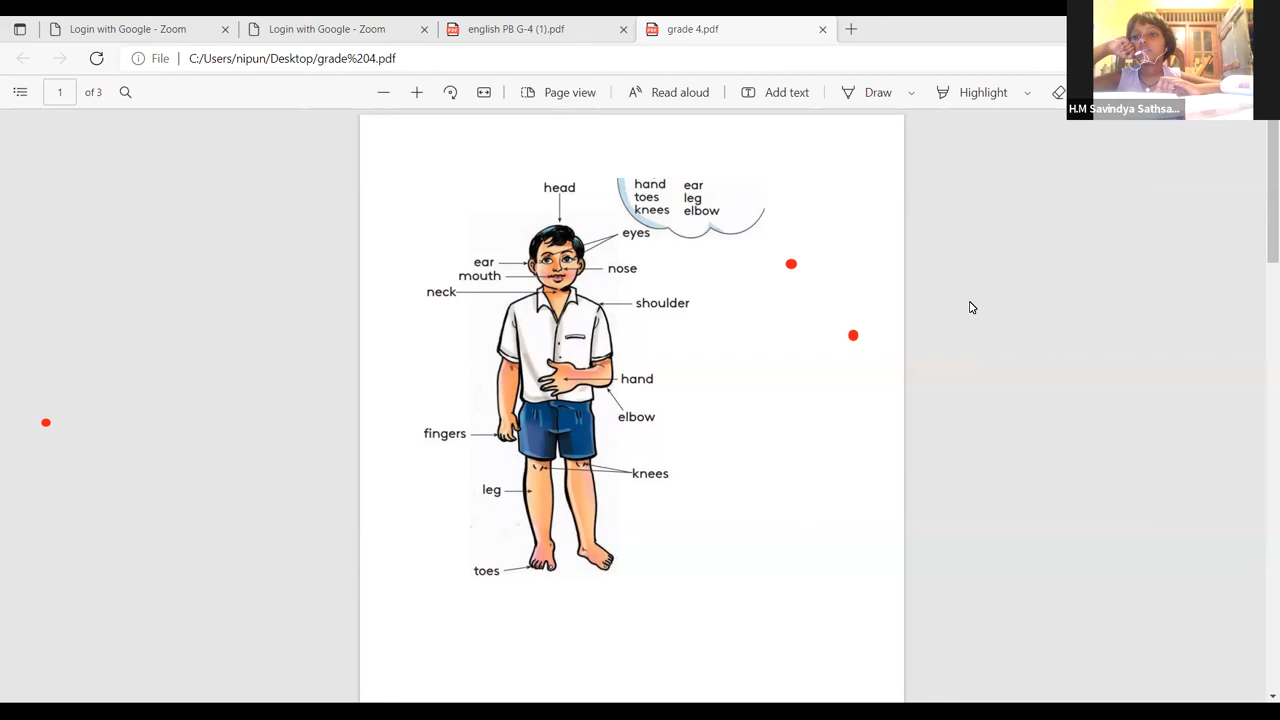 Login with Google - Zoom
Login with Google - Zoom
english PB G-4 (1).pdf
grade 4.pdf
File
C:/Users/nipun/Desktop/grade%204.pdf
1 of 3
Page view
Read aloud
Add text
Draw
Highlight
H.M Savindya Sathsa...
head
hand ear
toes leg
knees elbow
eyes
ear
nose
mouth
neck
shoulder
hand
elbow
fingers
knees
leg
toes